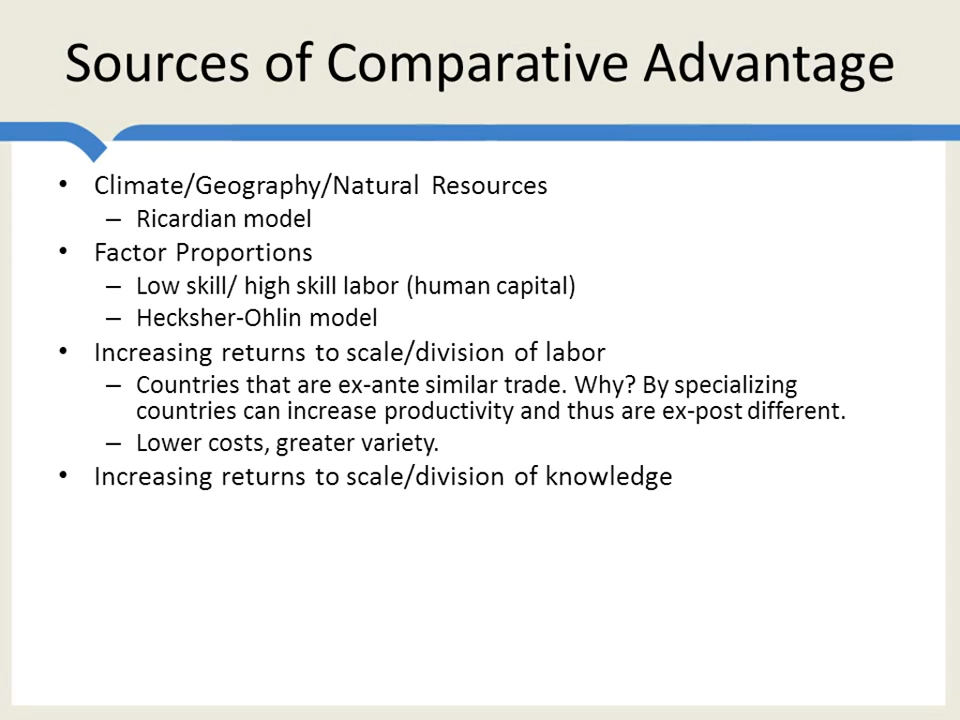 Sources of Comparative Advantage
• Climate/Geography/Natural Resources
– Ricardian model
• Factor Proportions
– Low skill/ high skill labor (human capital)
– Hecksher-Ohlin model
• Increasing returns to scale/division of labor
– Countries that are ex-ante similar trade. Why? By specializing
countries can increase productivity and thus are ex-post different.
– Lower costs, greater variety.
• Increasing returns to scale/division of knowledge